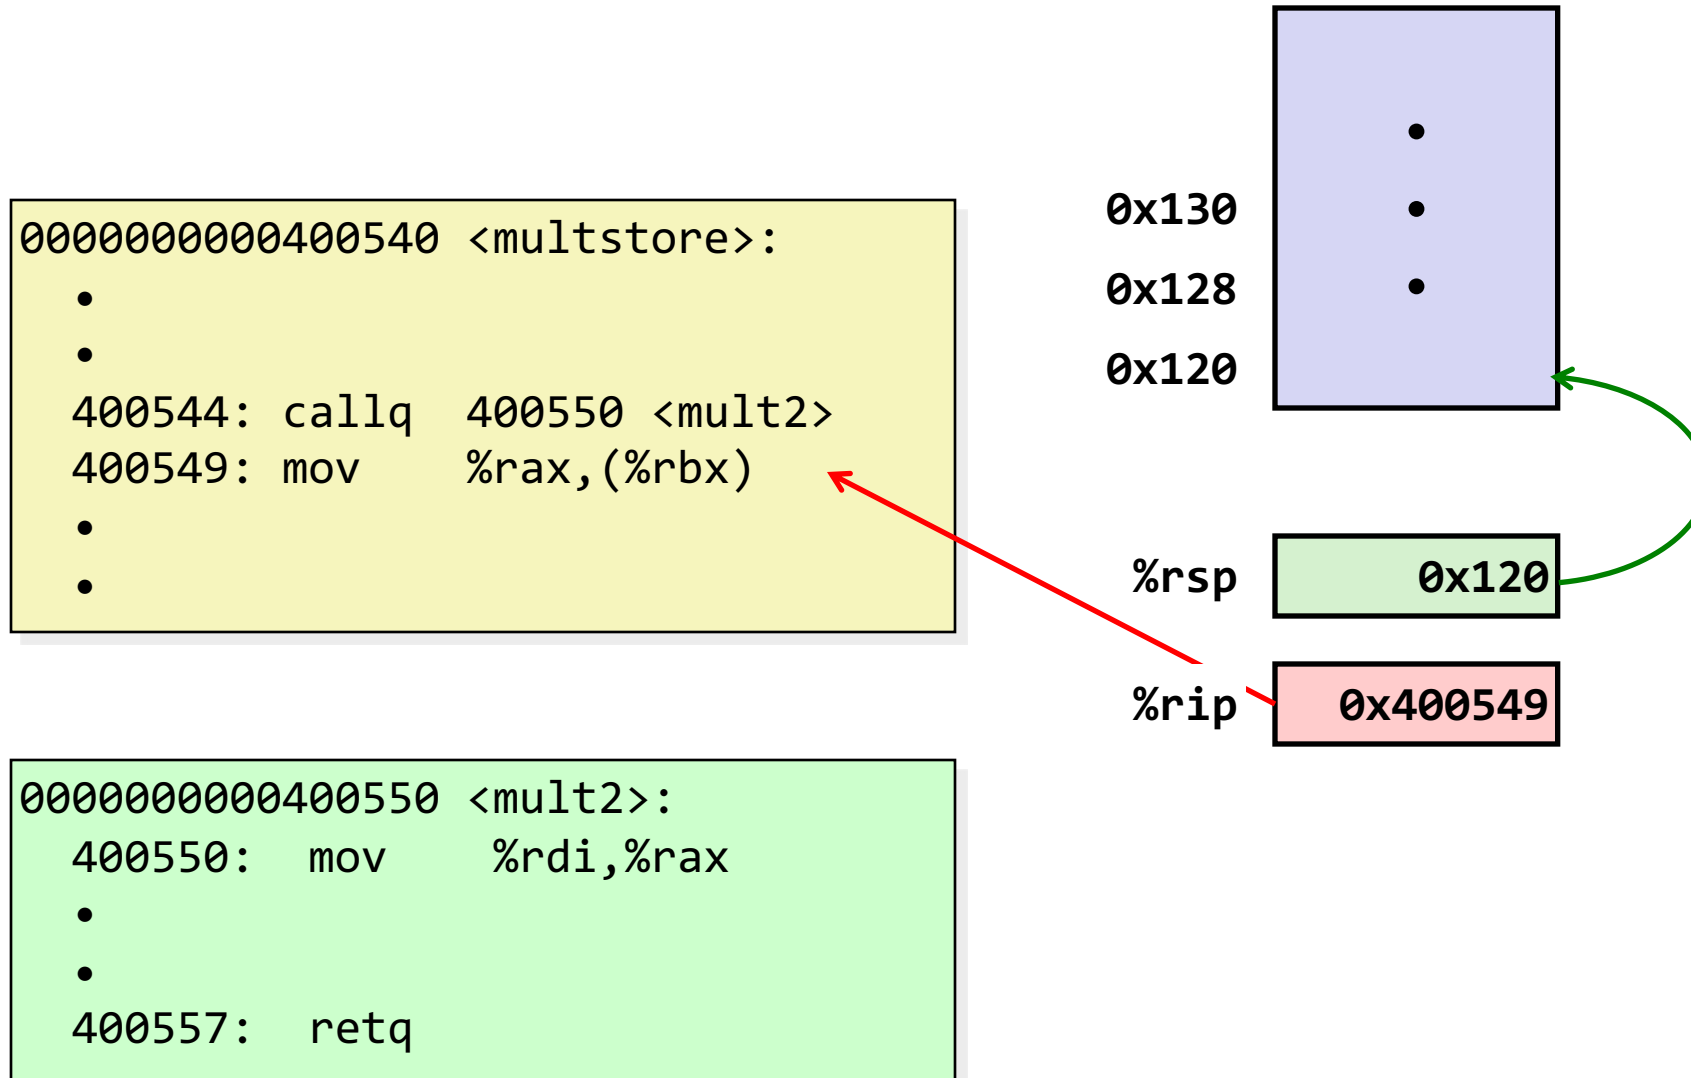 0000000000400540 <multstore>:
•
•
400544: callq 400550 <mult2>
400549: mov %rax,(%rbx)
•
•
0000000000400550 <mult2>:
400550: mov %rdi,%rax
•
•
400557: retq
•
0x130 •
0x128 •
0x120
%rsp 0x120
%rip 0x400549